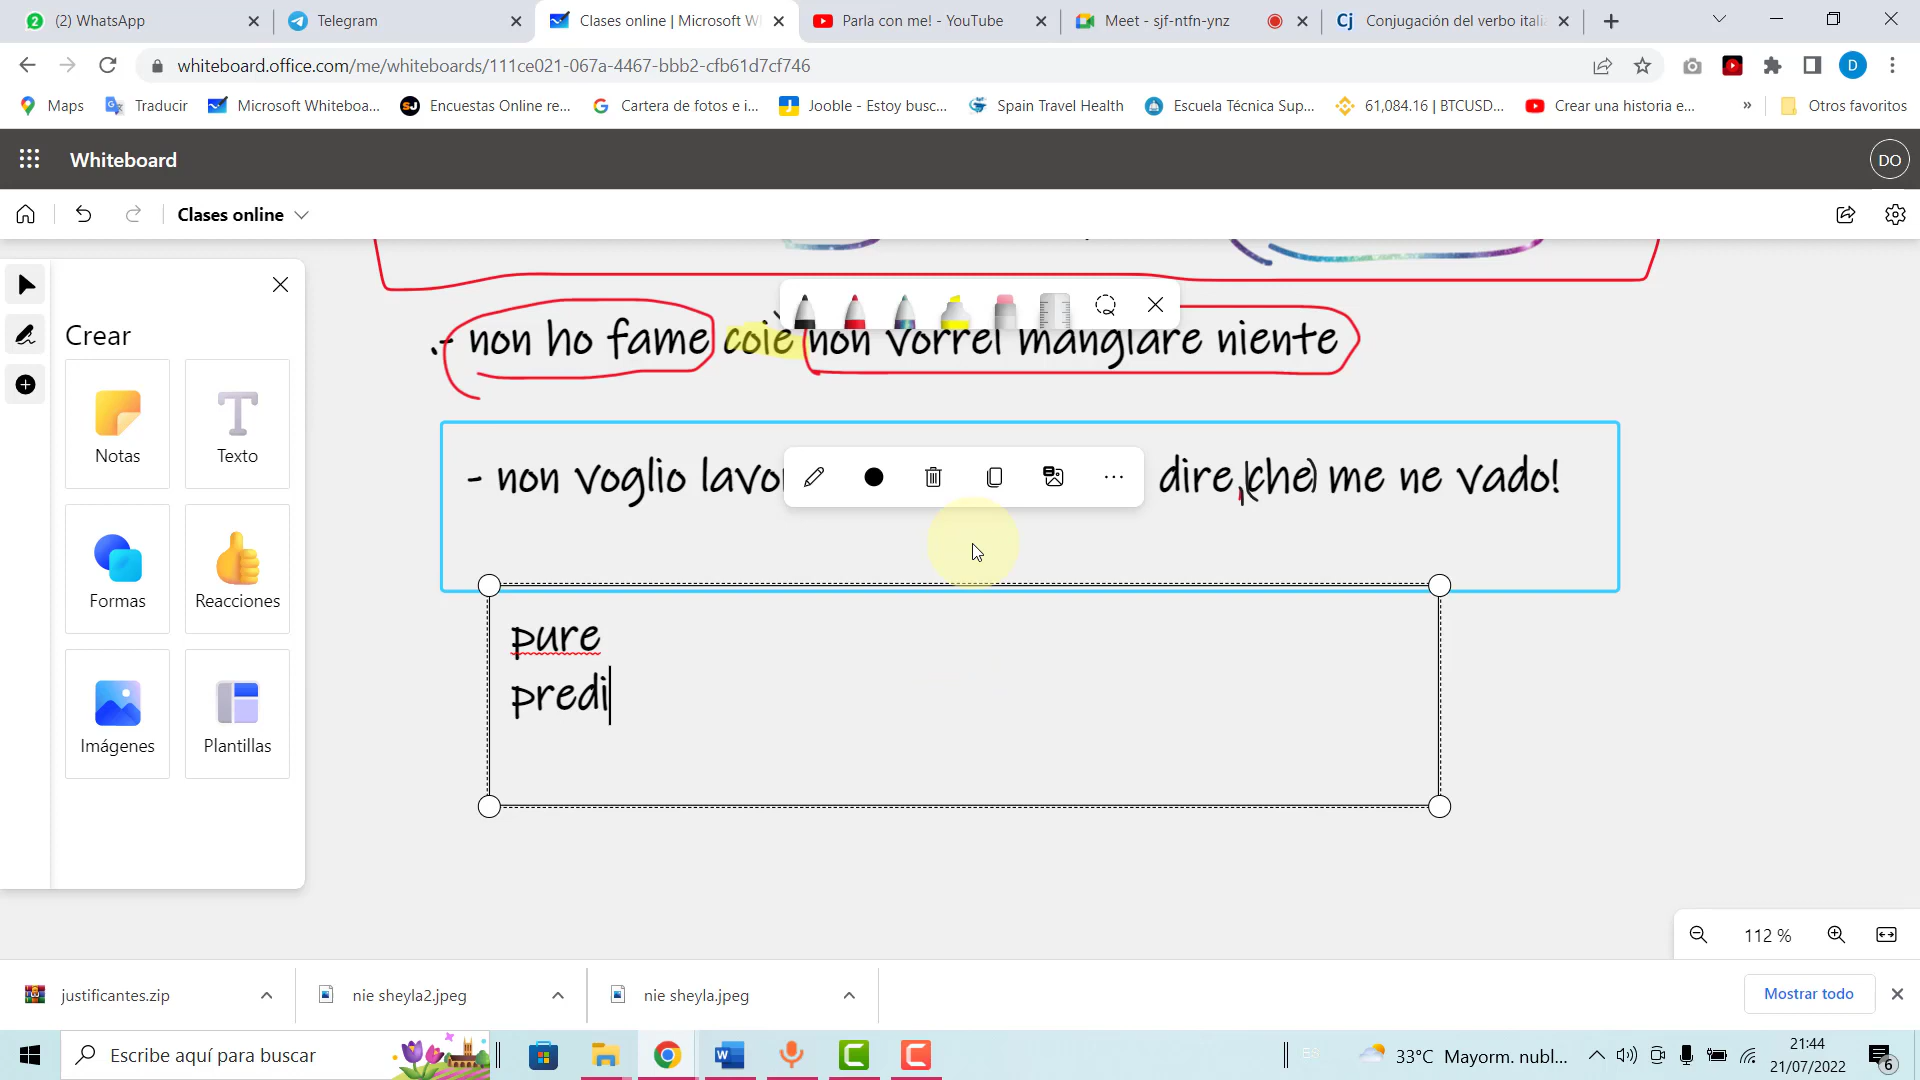 (2) WhatsApp
Telegram
Clases online | Microsoft W
Parla con me! - YouTube
Meet - sjf-ntfn-ynz
Cj Conjugación del verbo itali
whiteboard.office.com/me/whiteboards/111ce021-067a-4467-bbb2-cfb61d7cf746
D
Maps
Traducir
Microsoft Whiteboa...
Encuestas Online re...
Cartera de fotos e i...
Jooble - Estoy busc...
Spain Travel Health
Escuela Técnica Sup...
61,084.16 | BTCUSD...
Crear una historia e...
»
Otros favoritos
Whiteboard
DO
Clases online
.- non ho fame coiè non vorrei mangiare niente
- non voglio lavo dire,(che) me ne vado!
pure
predi
Crear
Notas
Texto
Formas
Reacciones
Imágenes
Plantillas
112 %
justificantes.zip
nie sheyla2.jpeg
nie sheyla.jpeg
Mostrar todo
Escribe aquí para buscar
33°C Mayorm. nubl...
21:44
21/07/2022
6